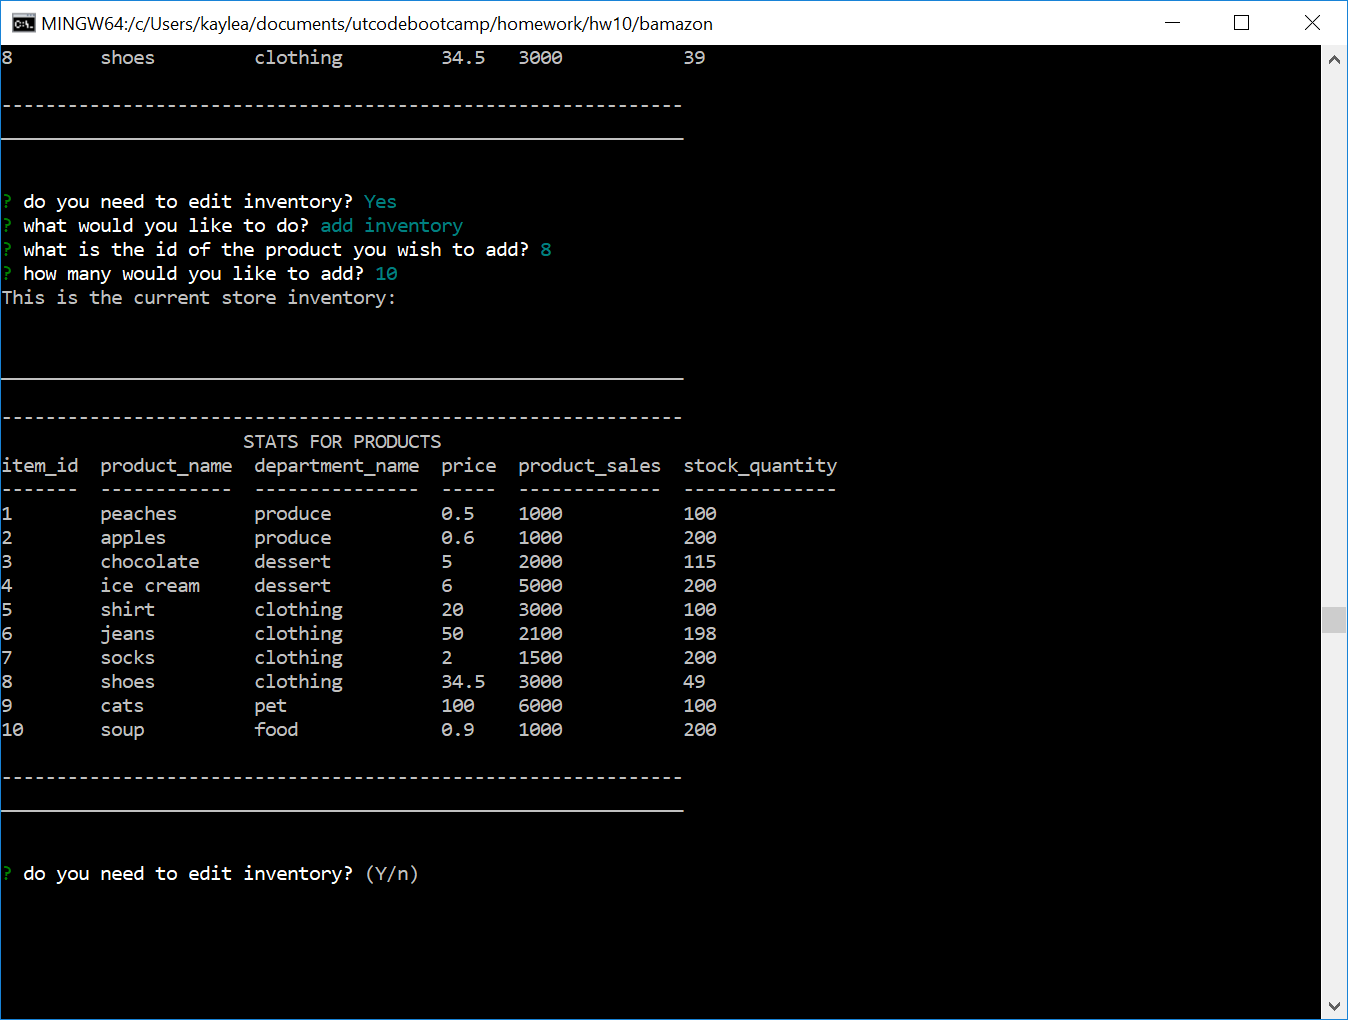 MINGW64:/c/Users/kaylea/documents/utcodebootcamp/homework/hw10/bamazon
8        shoes         clothing         34.5   3000           39
--------------------------------------------------------------
? do you need to edit inventory? Yes
? what would you like to do? add inventory
? what is the id of the product you wish to add? 8
? how many would you like to add? 10
This is the current store inventory:
--------------------------------------------------------------
                      STATS FOR PRODUCTS
item_id  product_name  department_name  price  product_sales  stock_quantity
-------  ------------  ---------------  -----  -------------  --------------
1        peaches       produce          0.5    1000           100
2        apples        produce          0.6    1000           200
3        chocolate     dessert          5      2000           115
4        ice cream     dessert          6      5000           200
5        shirt         clothing         20     3000           100
6        jeans         clothing         50     2100           198
7        socks         clothing         2      1500           200
8        shoes         clothing         34.5   3000           49
9        cats          pet              100    6000           100
10       soup          food             0.9    1000           200
--------------------------------------------------------------
? do you need to edit inventory? (Y/n)